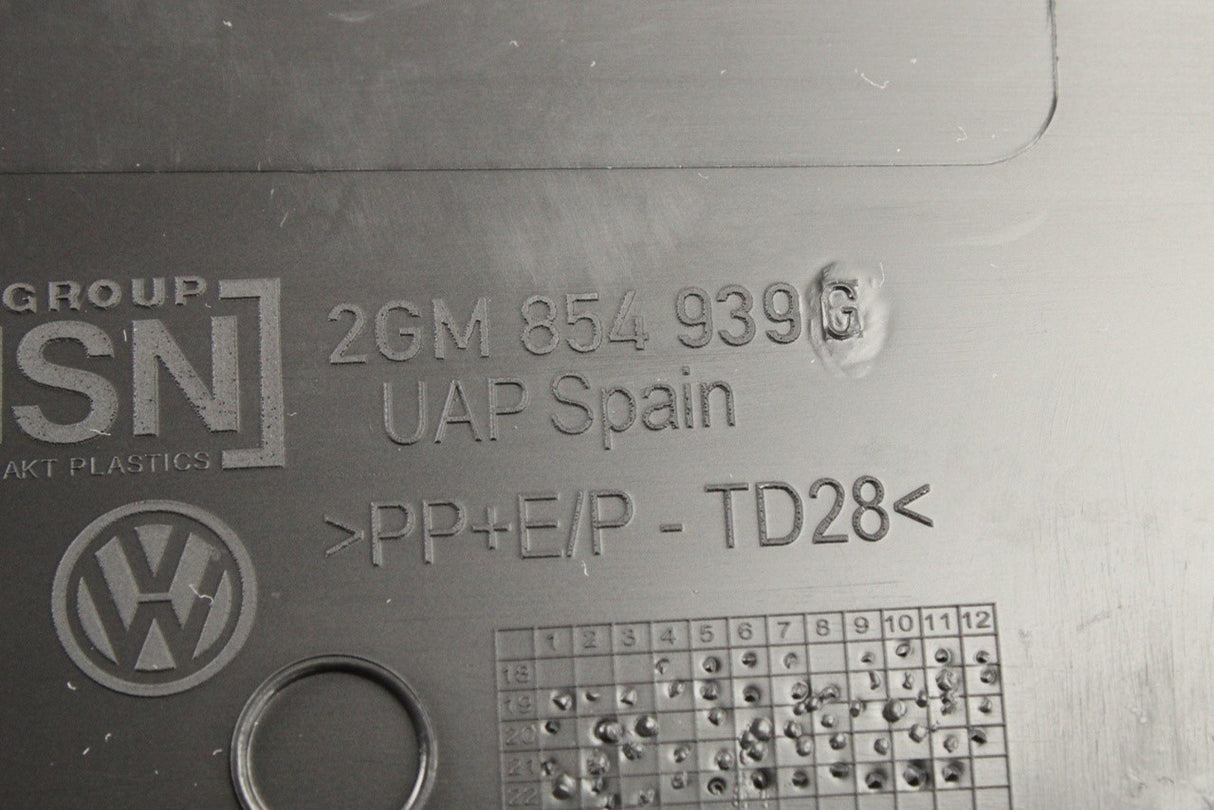 GROUP
SN
2GM 854 939 G
UAP Spain
AKT PLASTICS
>PP+E/P - TD28<
1 2 3 4 5 6 7 8 9 10 11 12
18
19
20
21
22